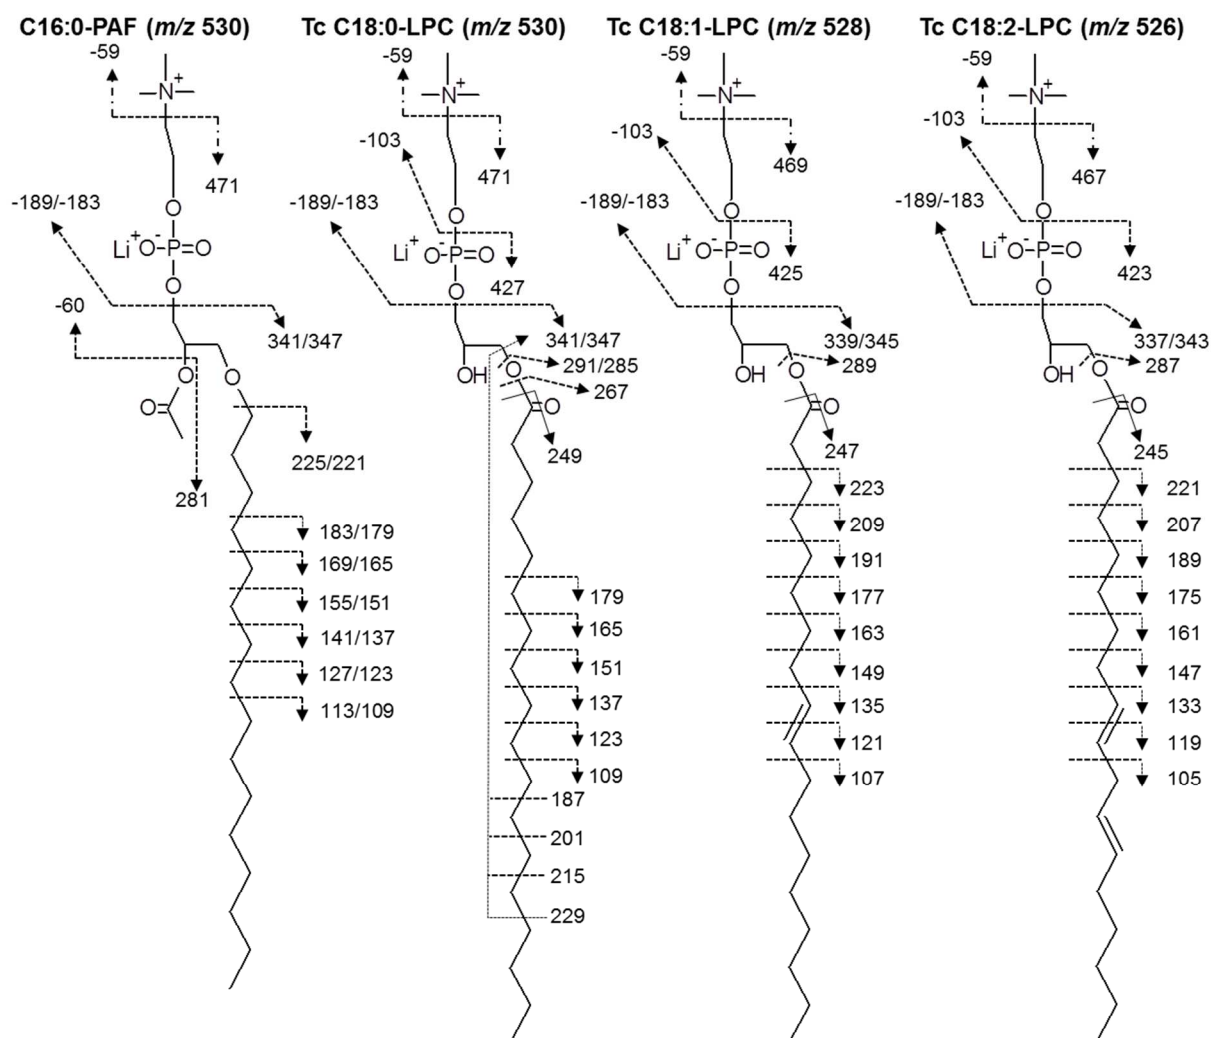 C16:0-PAF (m/z 530)
-59
N+
471
O
-189/-183
Li+ -O-P=O
O
-60
341/347
O
O
O
225/221
281
183/179
169/165
155/151
141/137
127/123
113/109
Tc C18:0-LPC (m/z 530)
-59
N+
-103
471
-189/-183
O
Li+ O- -P=O
427
O
341/347
291/285
OH
O
267
O
249
179
165
151
137
123
109
187
201
215
229
Tc C18:1-LPC (m/z 528)
-59
N+
-103
469
-189/-183
O
Li+ O- -P=O
425
O
339/345
289
OH
O
O
247
223
209
191
177
163
149
135
121
107
Tc C18:2-LPC (m/z 526)
-59
N+
-103
467
-189/-183
O
Li+ O- -P=O
423
O
337/343
287
OH
O
O
245
221
207
189
175
161
147
133
119
105